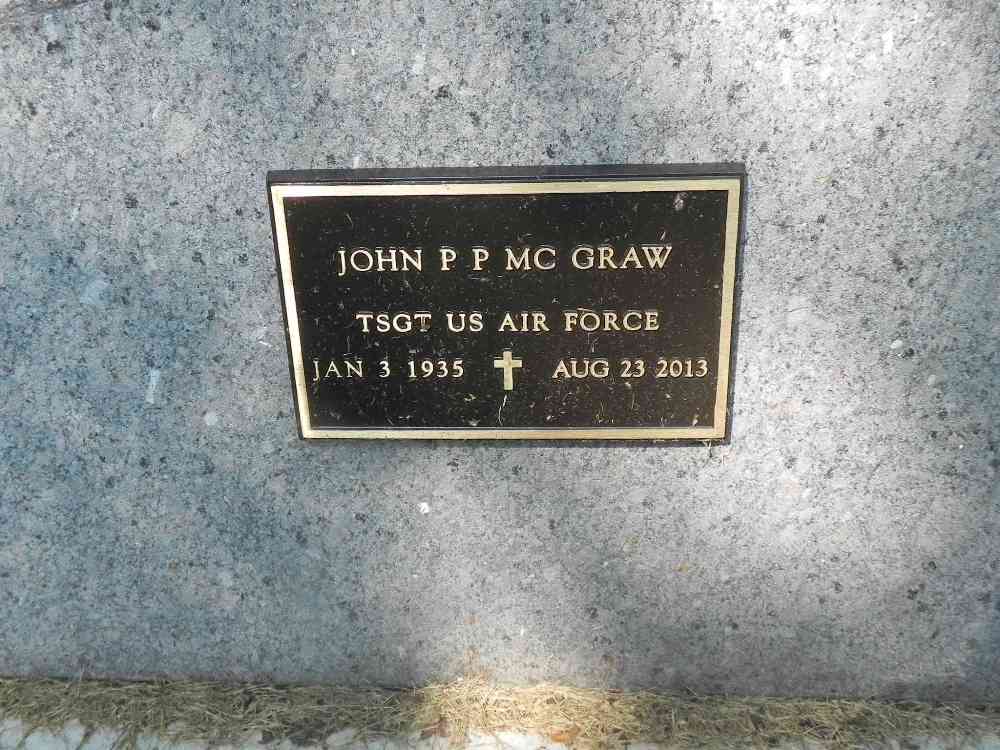 JOHN P P MC GRAW
TSGT US AIR FORCE
JAN 3 1935 AUG 23 2013